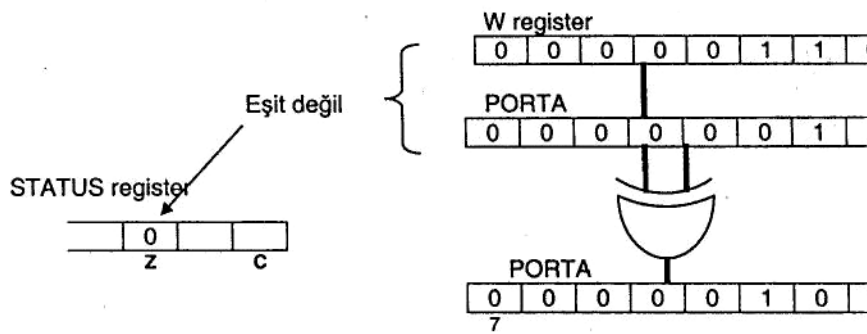 W register
0 0 0 0 0 1 1
Eşit değil
PORTA
0 0 0 0 0 0 1
STATUS register
0
Z C
PORTA
0 0 0 0 0 1 0
7